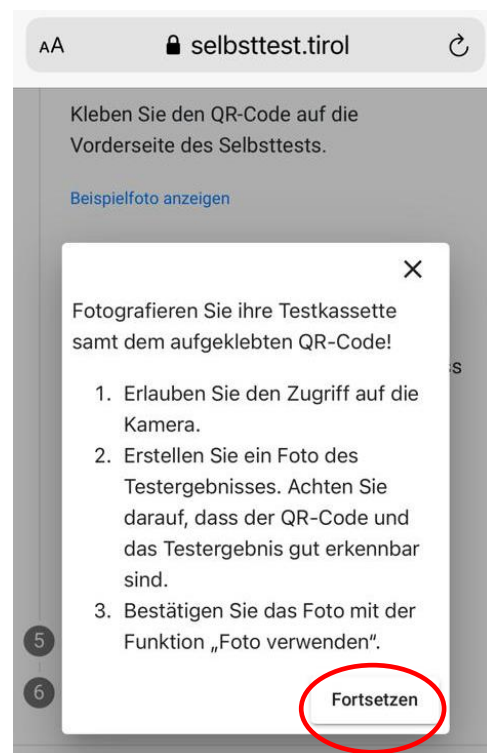 AA selbsttest.tirol
Kleben Sie den QR-Code auf die
Vorderseite des Selbsttests.
Beispielfoto anzeigen
Fotografieren Sie ihre Testkassette
samt dem aufgeklebten QR-Code!
1. Erlauben Sie den Zugriff auf die
Kamera.
2. Erstellen Sie ein Foto des
Testergebnisses. Achten Sie
darauf, dass der QR-Code und
das Testergebnis gut erkennbar
sind.
3. Bestätigen Sie das Foto mit der
Funktion „Foto verwenden“.
5
6
Fortsetzen